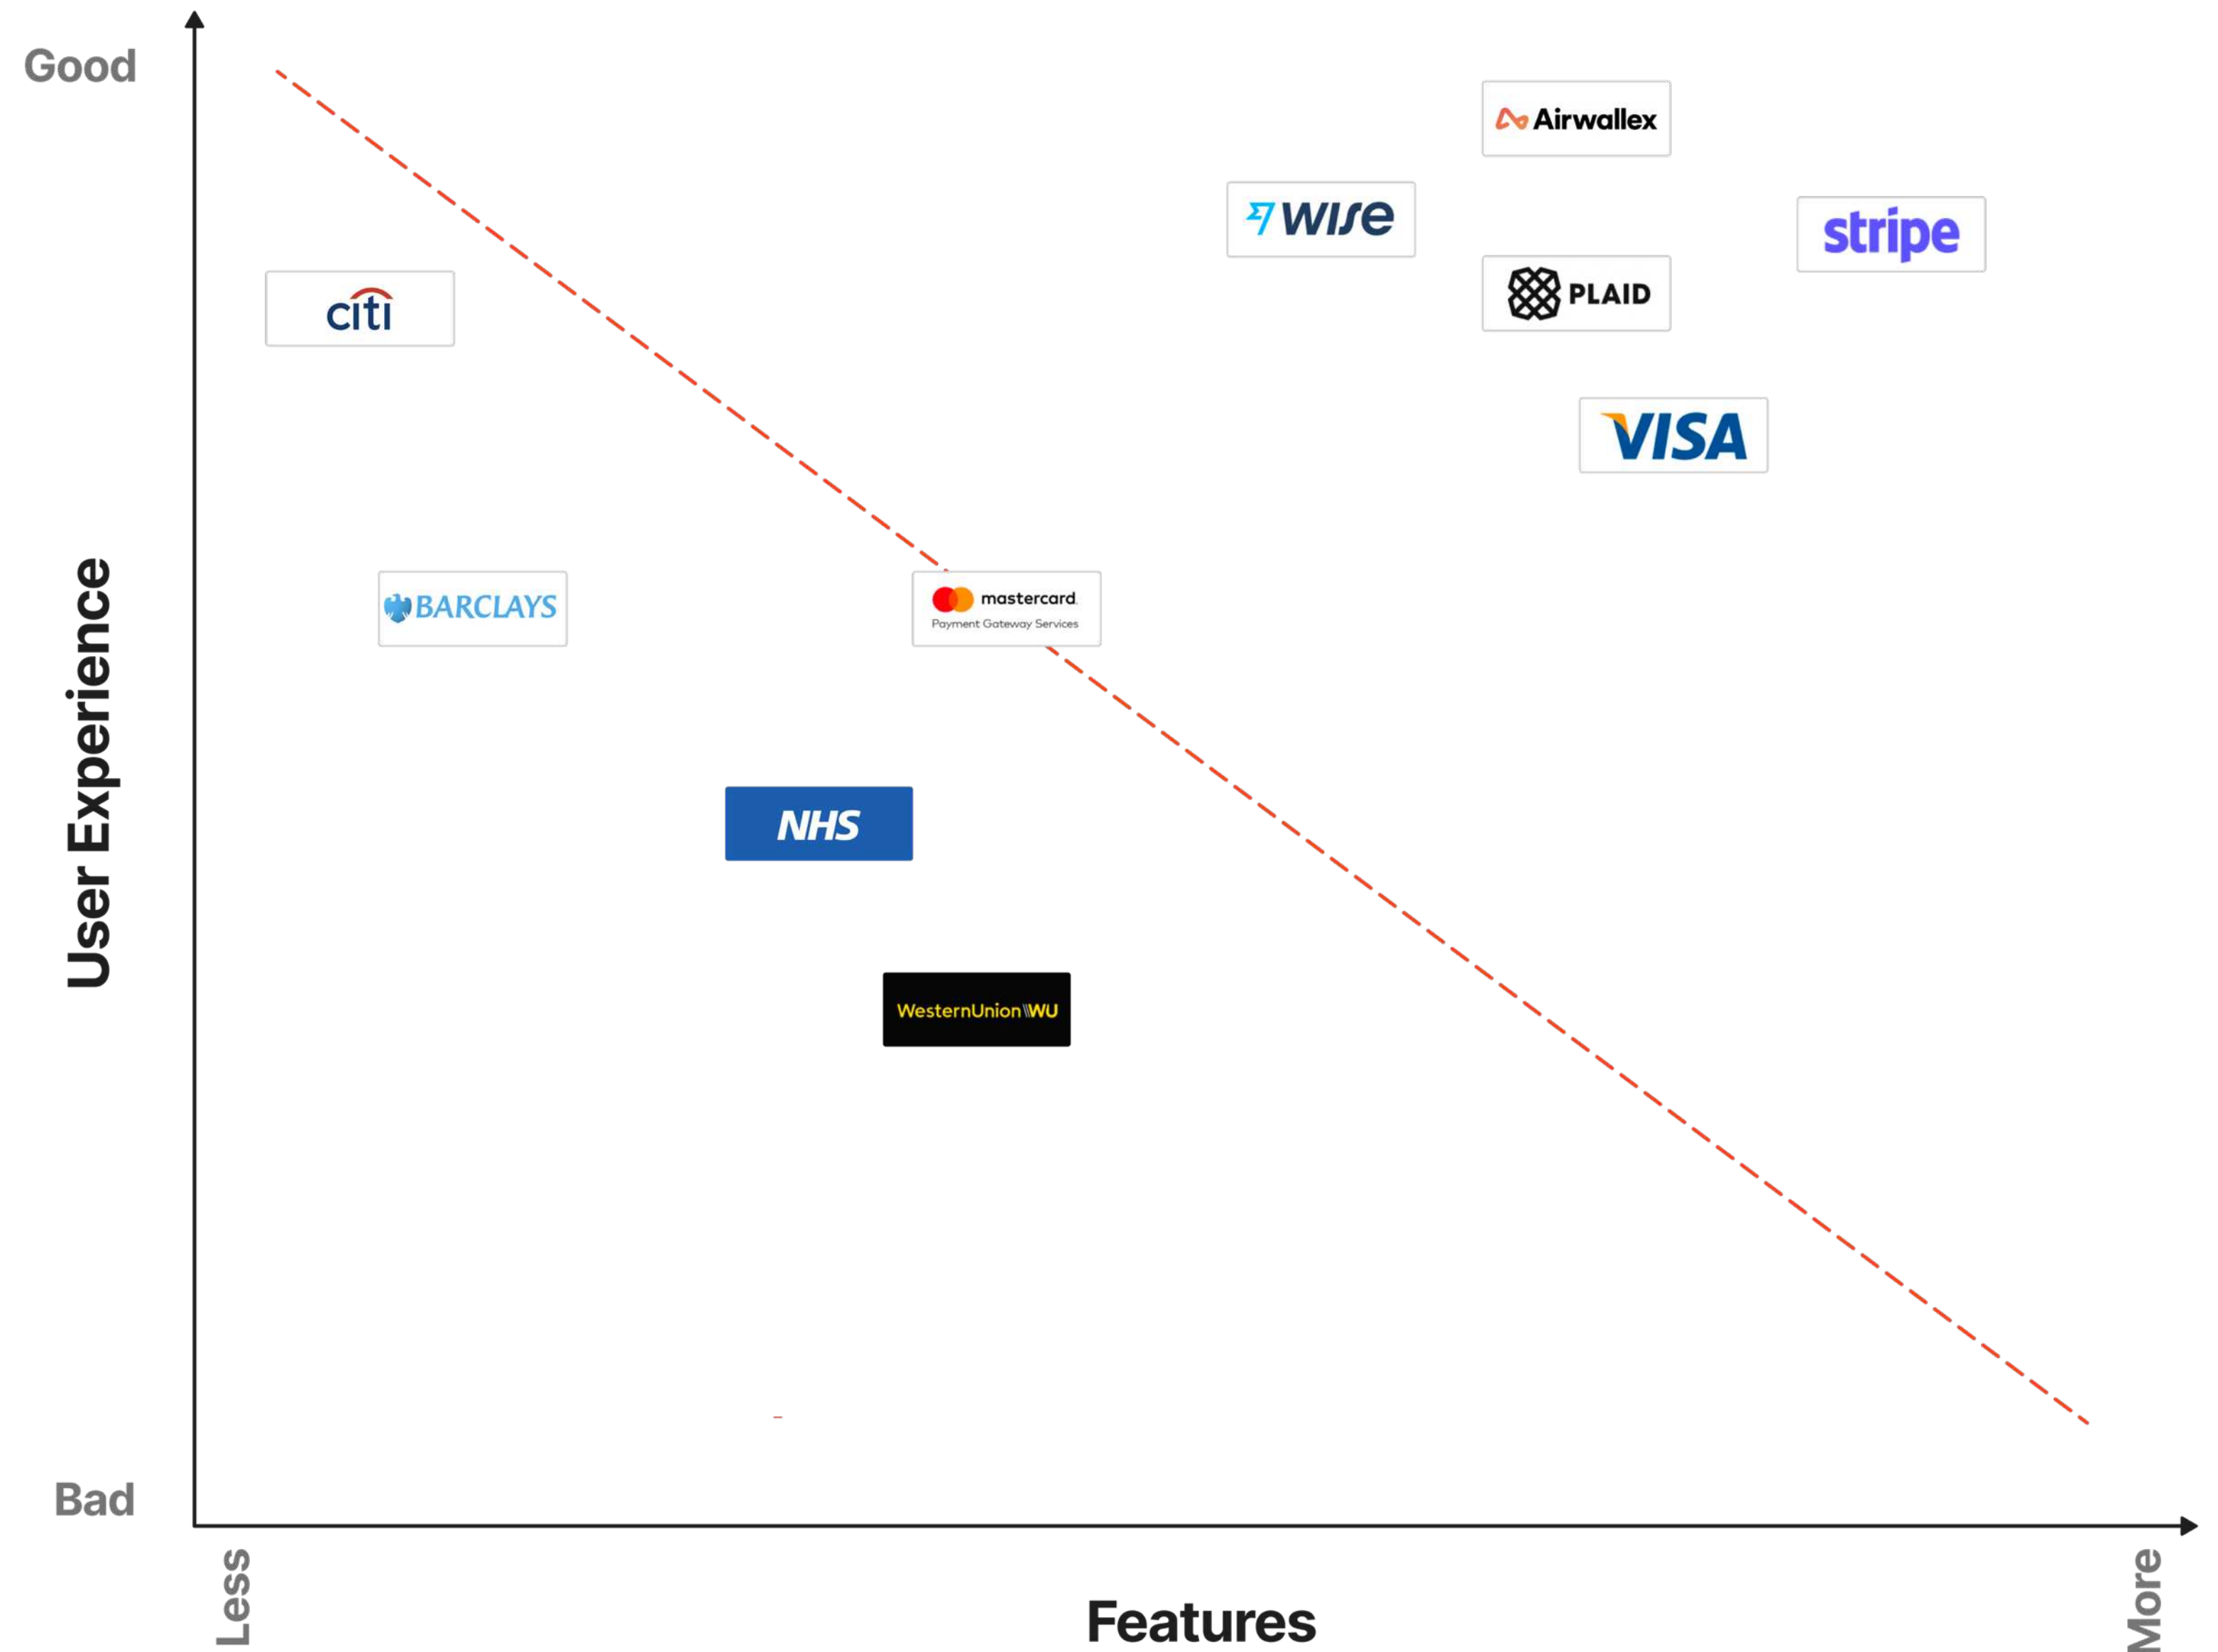 Good
Airwallex
WISE
stripe
PLAID
citi
VISA
BARCLAYS
mastercard.
Payment Gateway Services
User Experience
NHS
WesternUnion\\WU
Bad
Less
More
Features